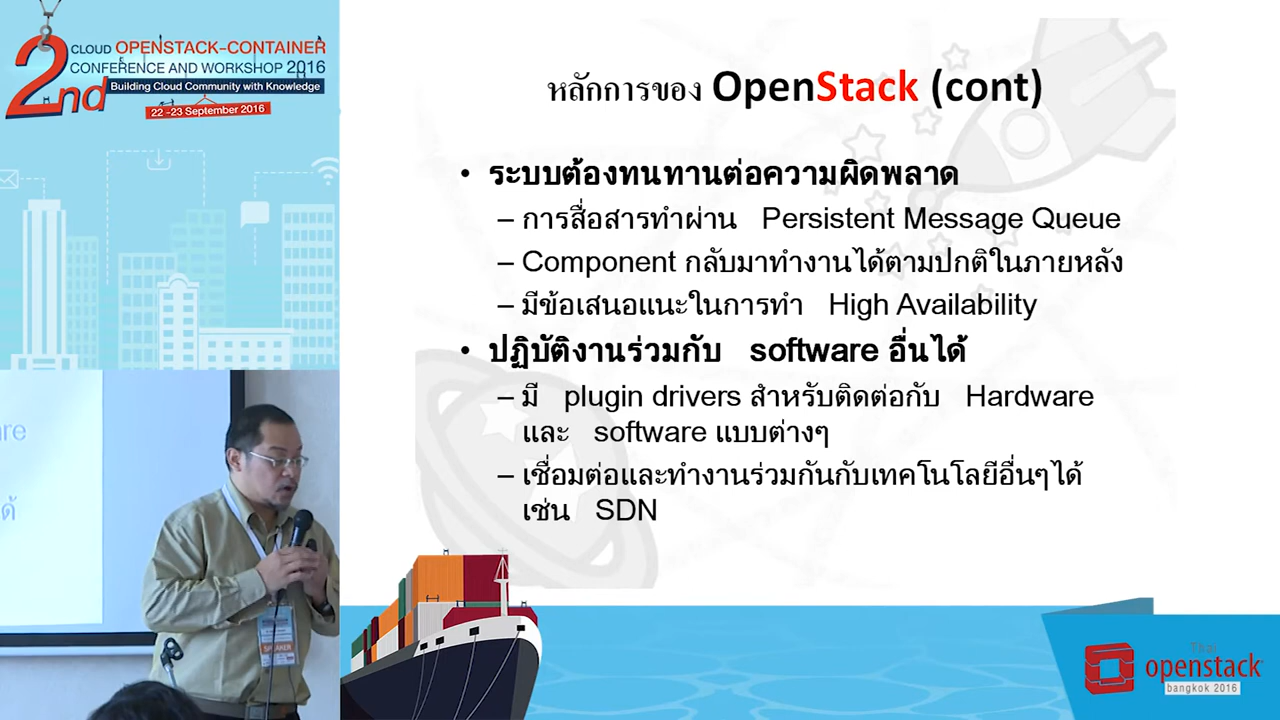 2nd
CLOUD OPENSTACK-CONTAINER
CONFERENCE AND WORKSHOP 2016
Building Cloud Community with Knowledge
22 -23 September 2016
หลักการของ OpenStack (cont)
• ระบบต้องทนทานต่อความผิดพลาด
– การสื่อสารทำผ่าน Persistent Message Queue
– Component กลับมาทำงานได้ตามปกติในภายหลัง
– มีข้อเสนอแนะในการทำ High Availability
• ปฏิบัติงานร่วมกับ software อื่นได้
– มี plugin drivers สำหรับติดต่อกับ Hardware
และ software แบบต่างๆ
– เชื่อมต่อและทำงานร่วมกันกับเทคโนโลยีอื่นๆได้
เช่น SDN
are
ด้
SPEAKER
Thai
openstack
bangkok 2016